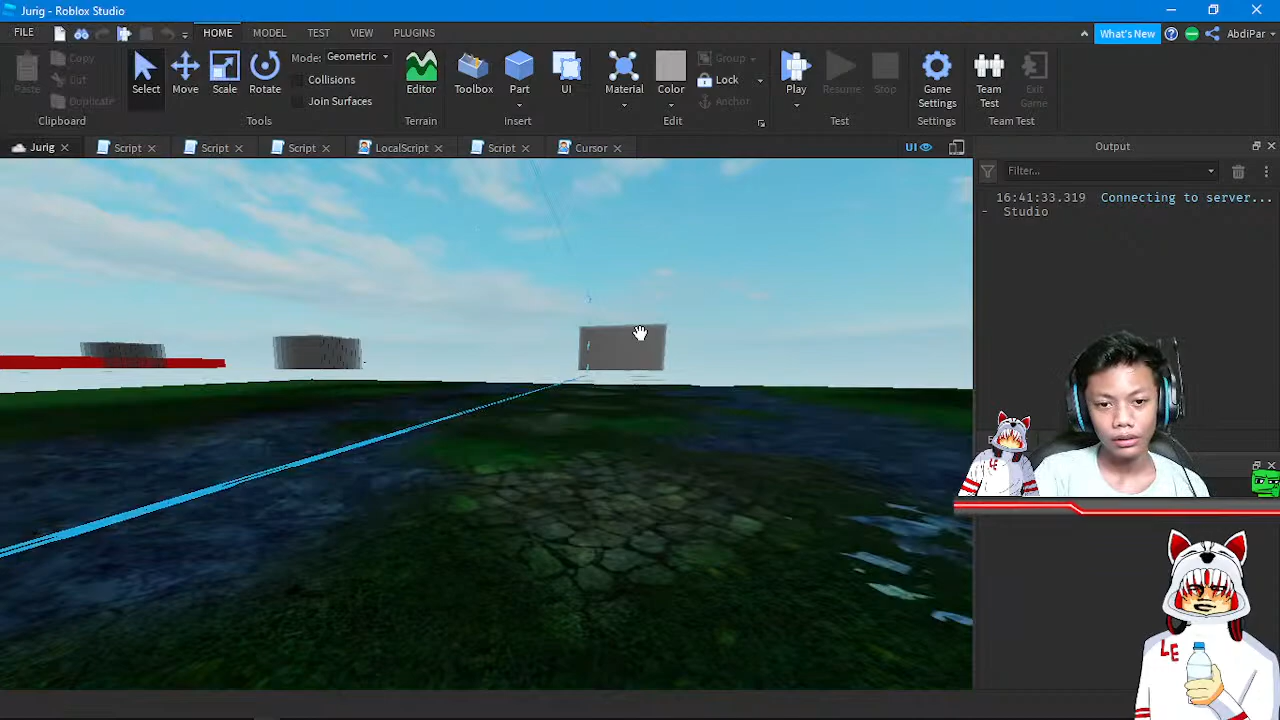 Jurig - Roblox Studio
FILE HOME MODEL TEST VIEW PLUGINS What's New AbdiPar
Paste Copy Cut Duplicate Clipboard
Select Move Scale Rotate Tools
Mode: Geometric
Collisions
Join Surfaces
Editor Terrain
Toolbox Part UI Insert
Material Color Group Lock Anchor Edit
Play Resume Stop Test
Game Settings Settings
Team Test Exit Game Team Test
Jurig Script Script Script LocalScript Script Cursor UI
Output
Filter...
16:41:33.319 Connecting to server...
- Studio
LE
LE